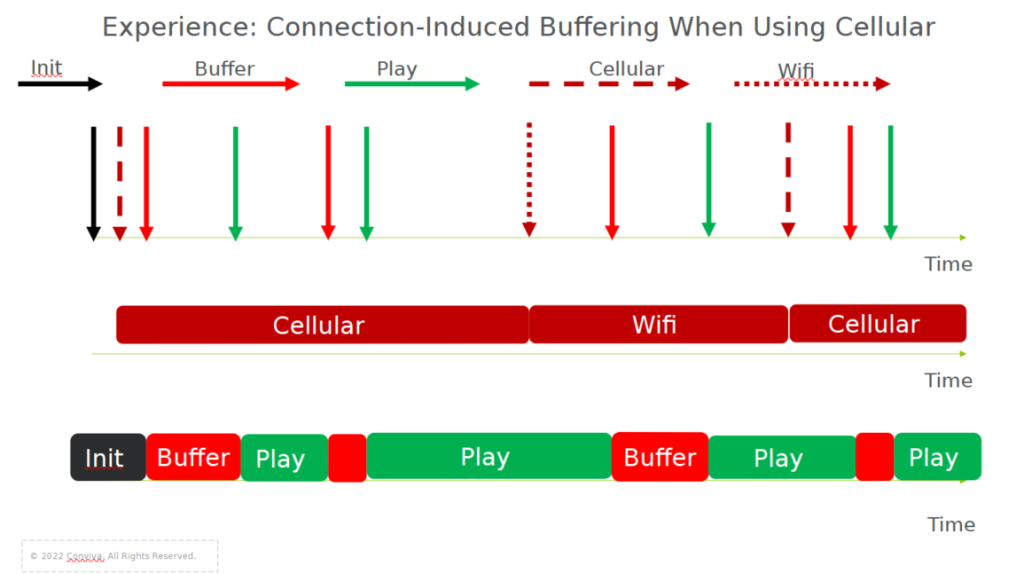 Experience: Connection-Induced Buffering When Using Cellular
Init Buffer Play Cellular Wifi
Time
Cellular Wifi Cellular
Time
Init Buffer Play Play Buffer Play Play
Time
© 2022 Conviva, All Rights Reserved.